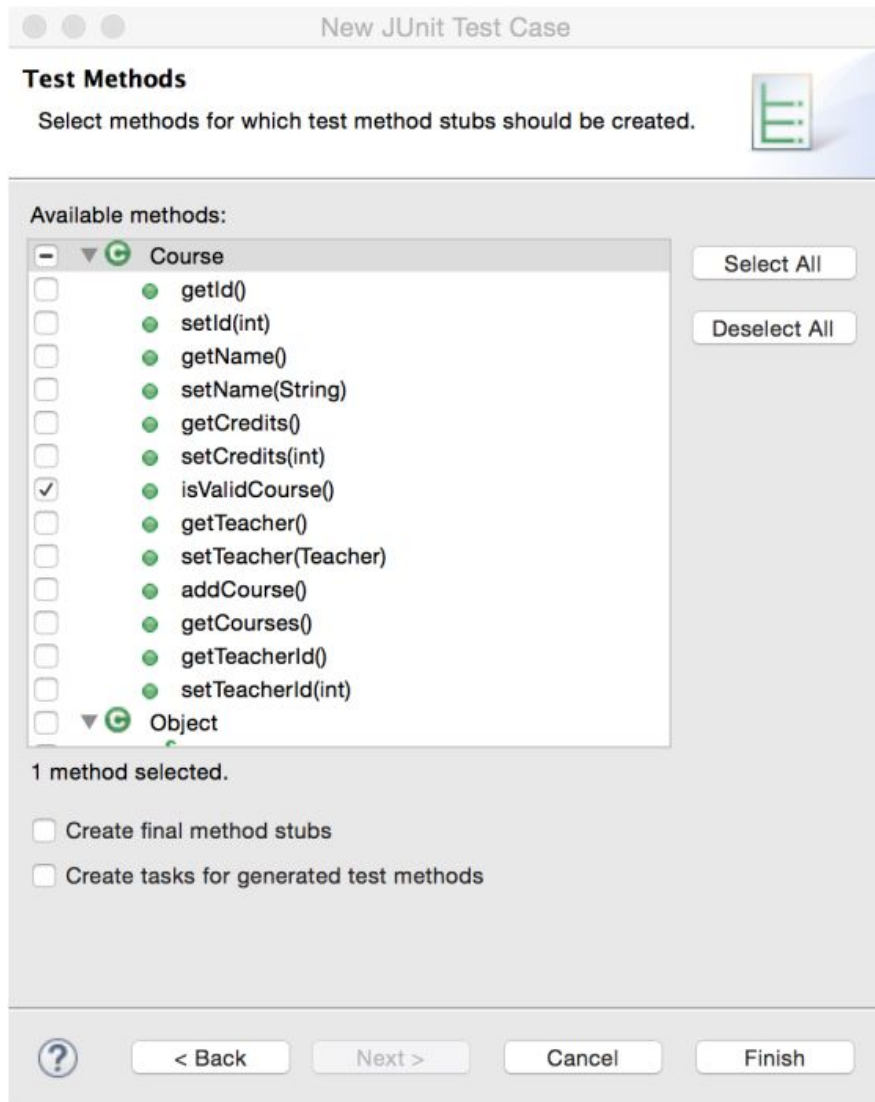 New JUnit Test Case
Test Methods
Select methods for which test method stubs should be created.
Available methods:
Course
getId()
setId(int)
getName()
setName(String)
getCredits()
setCredits(int)
isValidCourse()
getTeacher()
setTeacher(Teacher)
addCourse()
getCourses()
getTeacherId()
setTeacherId(int)
Object
Select All
Deselect All
1 method selected.
Create final method stubs
Create tasks for generated test methods
? < Back Next > Cancel Finish